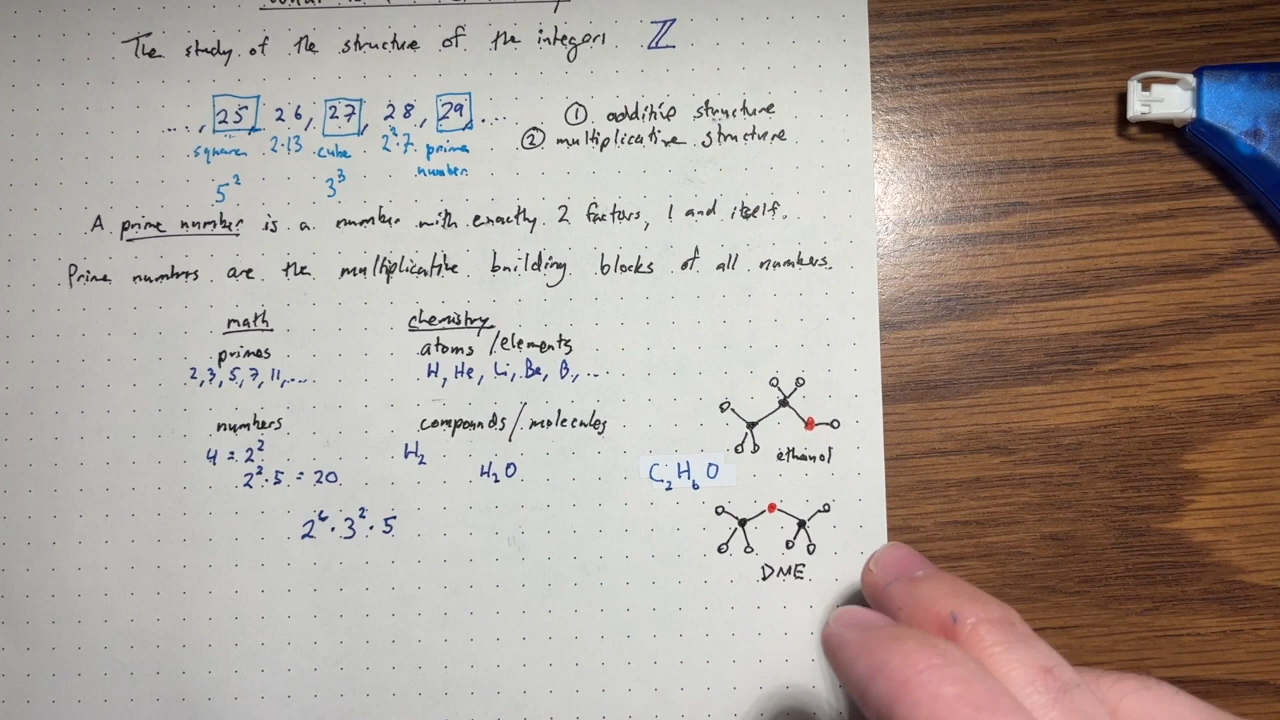 The study of the structure of the integers ℤ
..., 25, 26, 27, 28, 29 ...
① additive structure
② multiplicative structure
square 2·13 cube 2²·7 prime number
5² 3³
A prime number is a number with exactly 2 factors, 1 and itself.
Prime numbers are the multiplicative building blocks of all numbers.
math
primes
2, 3, 5, 7, 11, ...
numbers
4 = 2²
2²·5 = 20
2⁶·3²·5
chemistry
atoms/elements
H, He, Li, Be, B, ...
compounds/molecules
H₂
H₂O
C₂H₆O
ethanol
DME